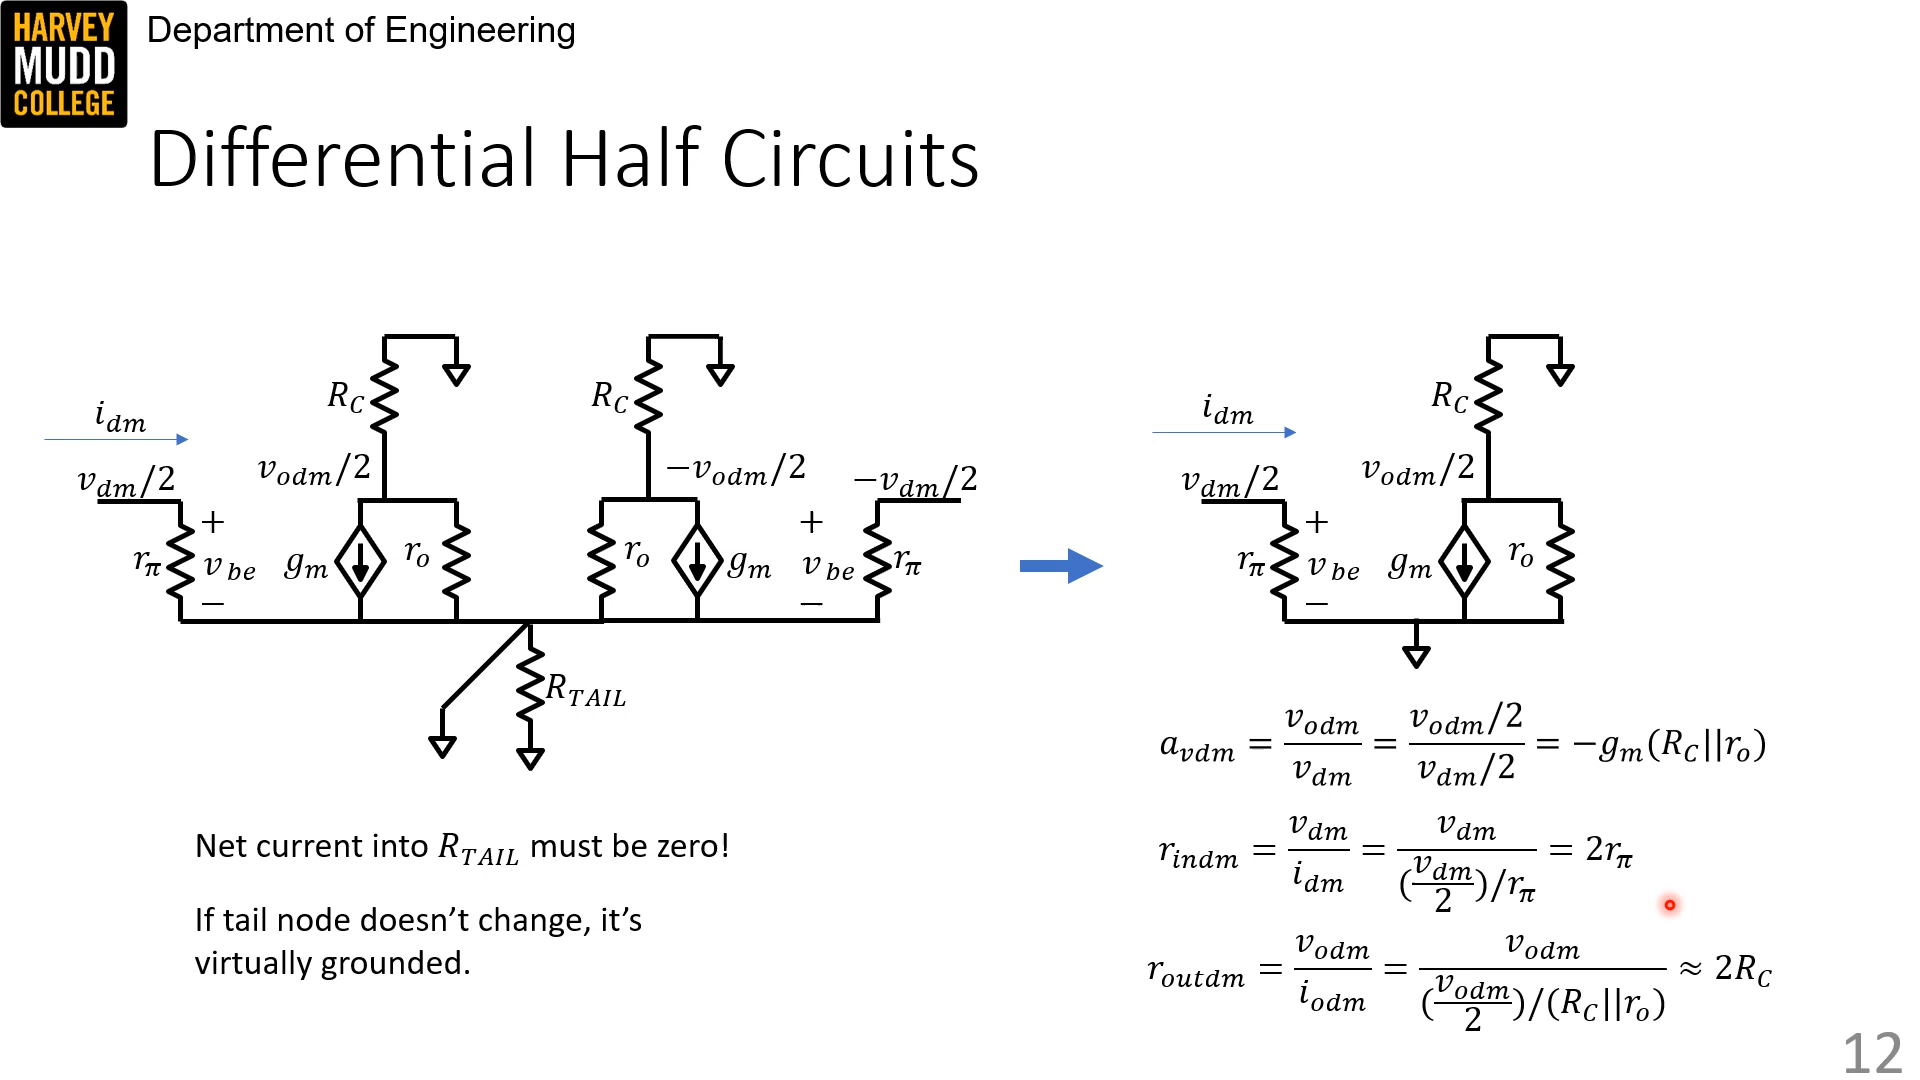 HARVEY
MUDD
COLLEGE
Department of Engineering
Differential Half Circuits
R_C
R_C
i_dm
v_dm/2
v_odm/2
−v_odm/2
−v_dm/2
r_π
+
v_be
−
g_m
r_o
r_o
g_m
+
v_be
−
r_π
R_TAIL
R_C
i_dm
v_dm/2
v_odm/2
r_π
+
v_be
−
g_m
r_o
Net current into R_TAIL must be zero!
If tail node doesn’t change, it’s
virtually grounded.
a_vdm = v_odm/v_dm = (v_odm/2)/(v_dm/2) = −g_m(R_C||r_o)
r_indm = v_dm/i_dm = v_dm/((v_dm/2)/r_π) = 2r_π
r_outdm = v_odm/i_odm = v_odm/((v_odm/2)/(R_C||r_o)) ≈ 2R_C
12